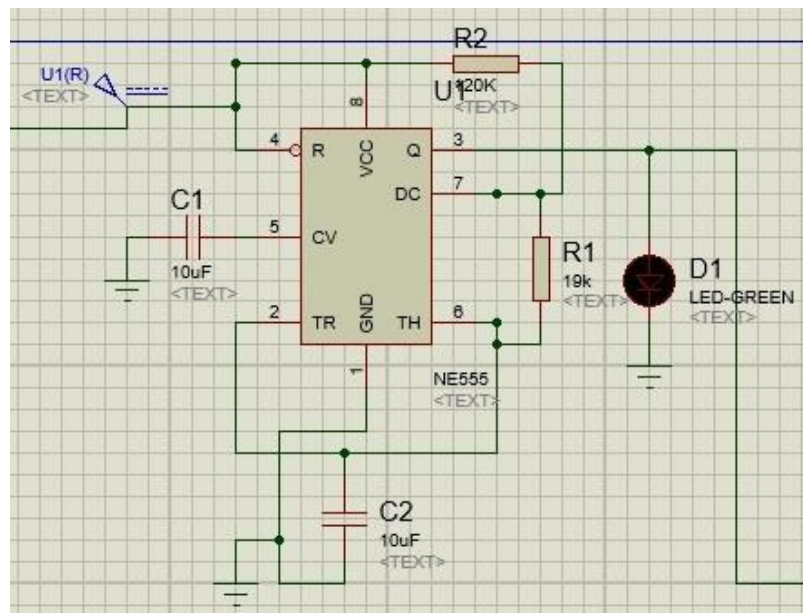 R2
U1(R)
<TEXT>
U1
20K
<TEXT>
8
4
R
VCC
Q
3
DC
7
C1
5
CV
10uF
<TEXT>
R1
19k
<TEXT>
D1
LED-GREEN
<TEXT>
2
TR
GND
TH
6
1
NE555
<TEXT>
C2
10uF
<TEXT>